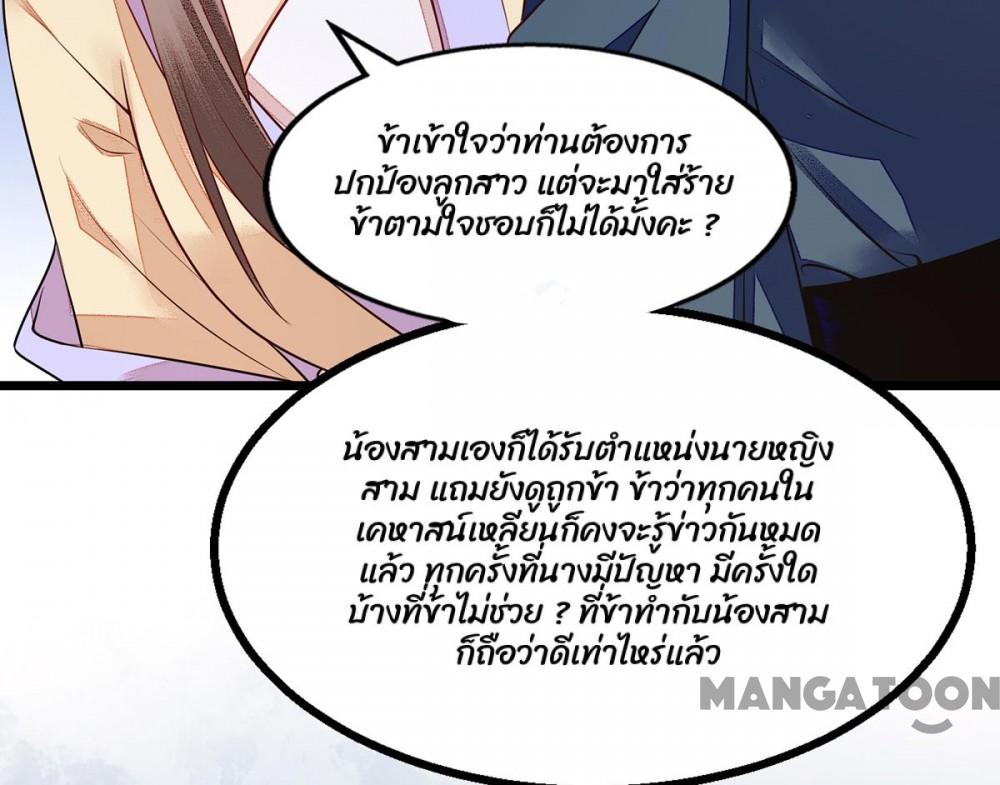 ข้าเข้าใจว่าท่านต้องการ
ปกป้องลูกสาว แต่จะมาใส่ร้าย
ข้าตามใจชอบก็ไม่ได้มั้งคะ ?
น้องสามเองก็ได้รับตำแหน่งนายหญิง
สาม แถมยังดูถูกข้า ข้าว่าทุกคนใน
เคหาสน์เหลียนก็คงจะรู้ข่าวกันหมด
แล้ว ทุกครั้งที่นางมีปัญหา มีครั้งใด
บ้างที่ข้าไม่ช่วย ? ที่ข้าทำกับน้องสาม
ก็ถือว่าดีเท่าไหร่แล้ว
MANGATOON